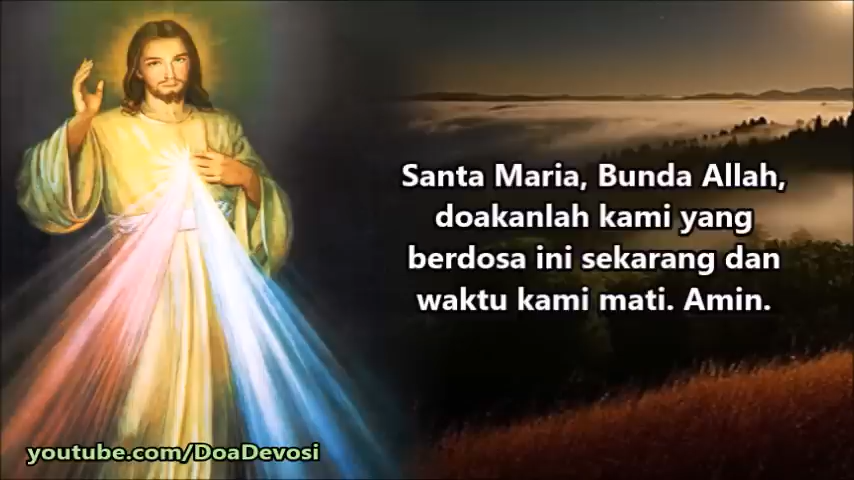 Santa Maria, Bunda Allah,
doakanlah kami yang
berdosa ini sekarang dan
waktu kami mati. Amin.
youtube.com/DoaDevosi